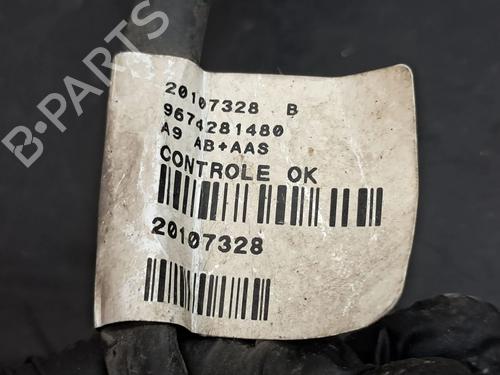 B-PARTS
20107328 B
9674281480
A9 AB+AAS
CONTROLE OK
20107328